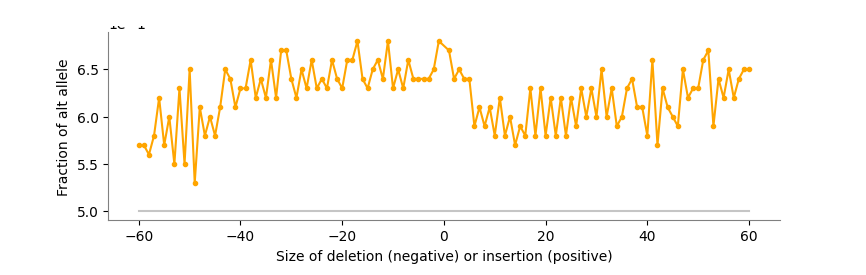 Fraction of alt allele
6.5
6.0
5.5
5.0
−60 −40 −20 0 20 40 60
Size of deletion (negative) or insertion (positive)